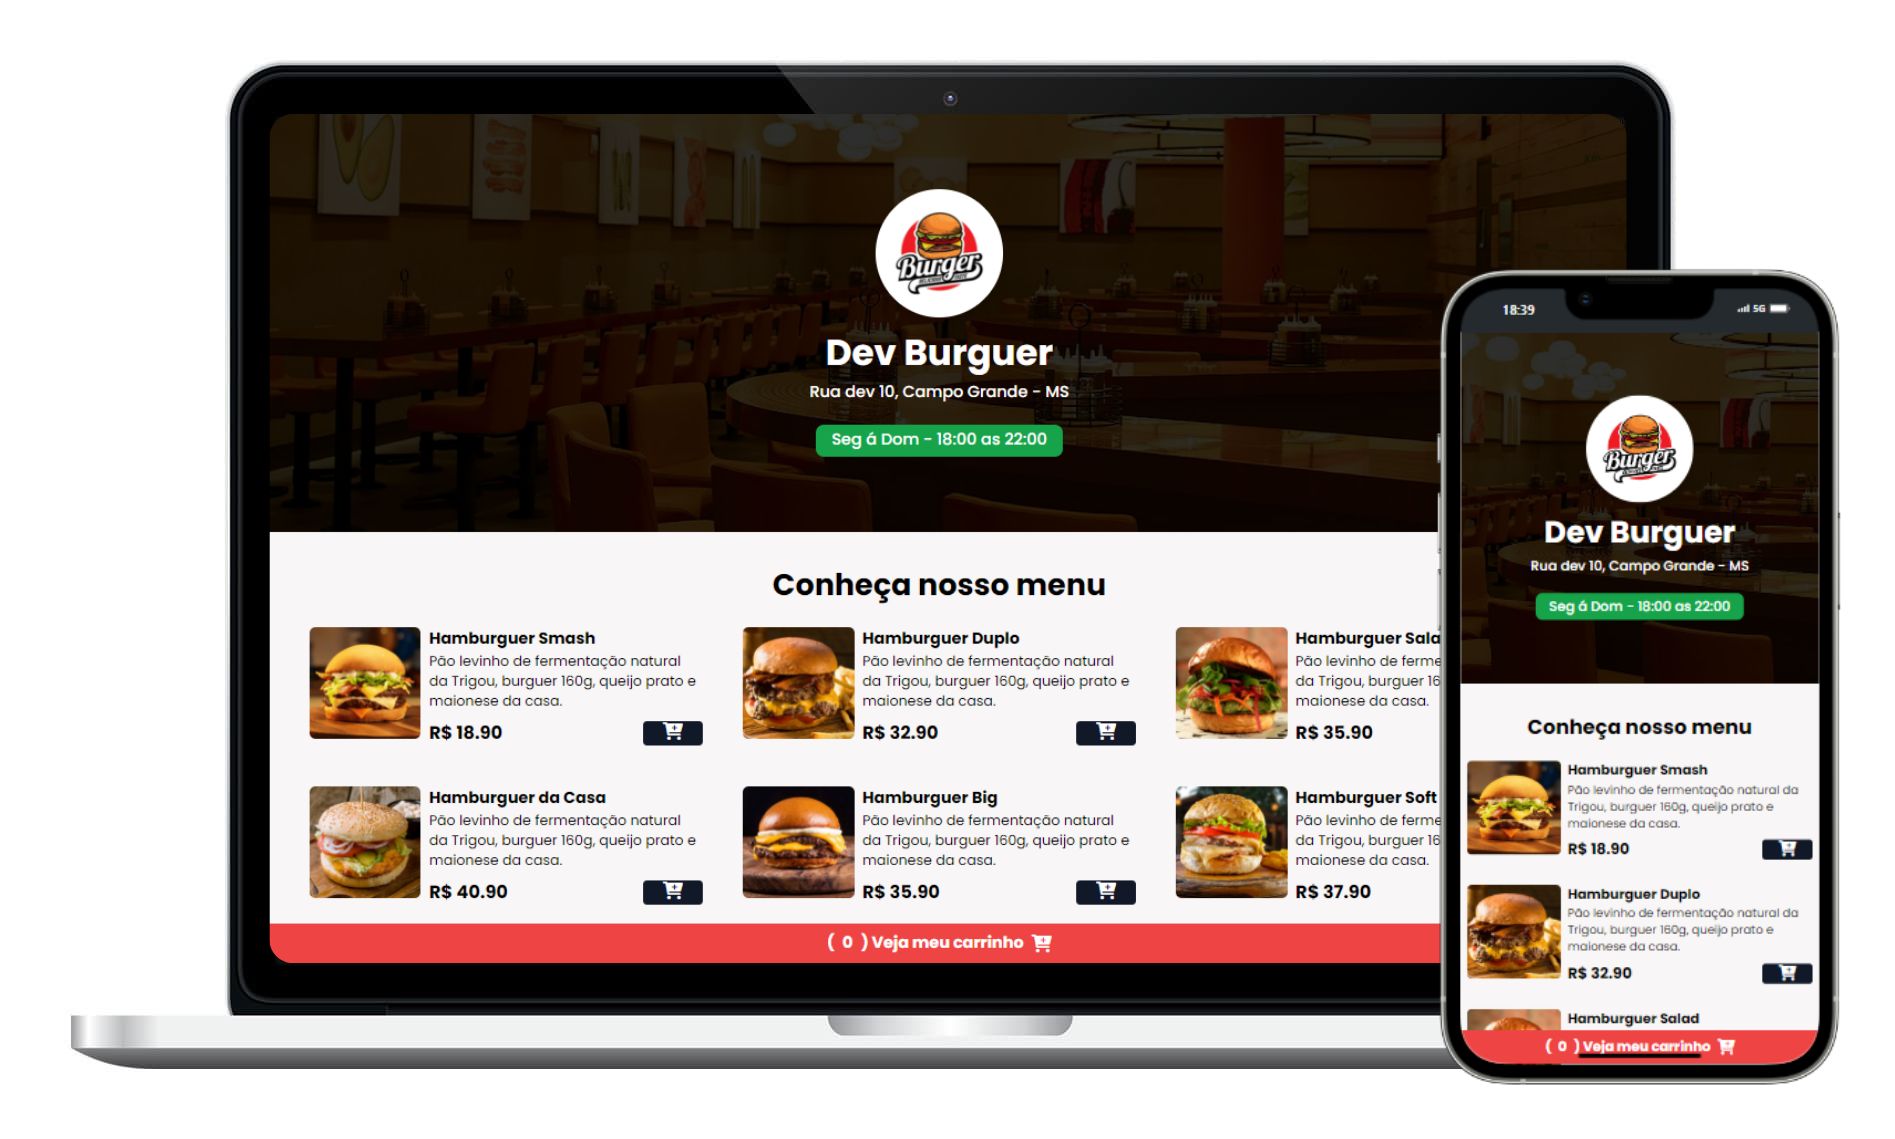 Burger
Dev Burguer
Rua dev 10, Campo Grande - MS
Seg á Dom - 18:00 as 22:00
Conheça nosso menu
Hamburguer Smash
Pão levinho de fermentação natural
da Trigou, burguer 160g, queijo prato e
maionese da casa.
R$ 18.90
Hamburguer Duplo
Pão levinho de fermentação natural
da Trigou, burguer 160g, queijo prato e
maionese da casa.
R$ 32.90
Hamburguer Sala
Pão levinho de ferme
da Trigou, burguer 16
maionese da casa.
R$ 35.90
Hamburguer da Casa
Pão levinho de fermentação natural
da Trigou, burguer 160g, queijo prato e
maionese da casa.
R$ 40.90
Hamburguer Big
Pão levinho de fermentação natural
da Trigou, burguer 160g, queijo prato e
maionese da casa.
R$ 35.90
Hamburguer Soft
Pão levinho de ferme
da Trigou, burguer 16
maionese da casa.
R$ 37.90
( 0 ) Veja meu carrinho
18:39
5G
Burger
Dev Burguer
Rua dev 10, Campo Grande - MS
Seg á Dom - 18:00 as 22:00
Conheça nosso menu
Hamburguer Smash
Pão levinho de fermentação natural da
Trigou, burguer 160g, queijo prato e
maionese da casa.
R$ 18.90
Hamburguer Duplo
Pão levinho de fermentação natural da
Trigou, burguer 160g, queijo prato e
maionese da casa.
R$ 32.90
Hamburguer Salad
( 0 ) Veja meu carrinho